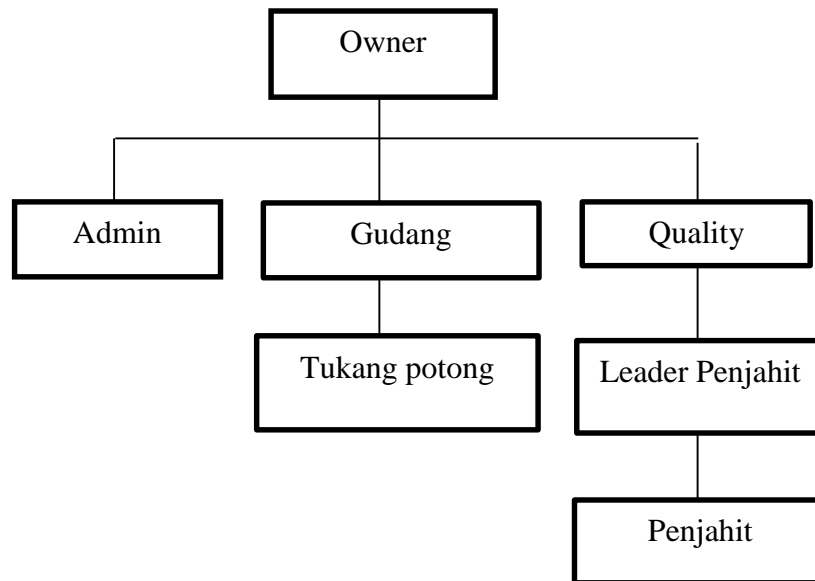 Owner
Admin
Gudang
Quality
Tukang potong
Leader Penjahit
Penjahit